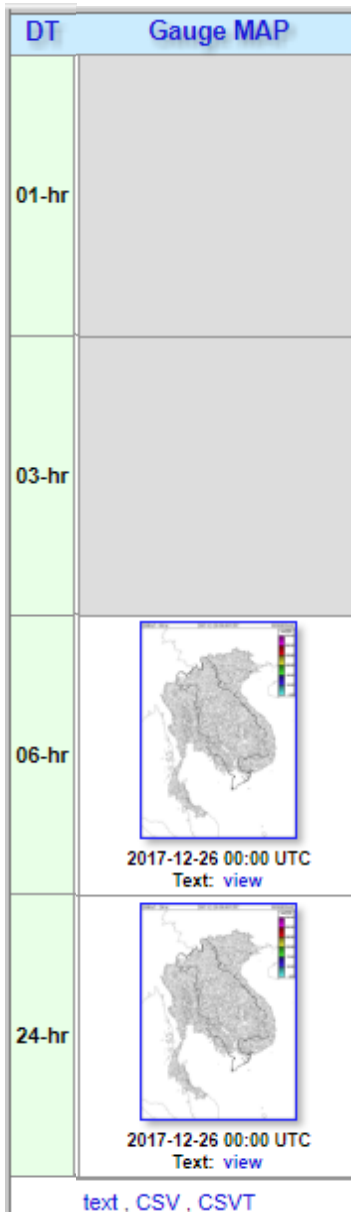 DT Gauge MAP
01-hr
03-hr
06-hr
2017-12-26 00:00 UTC
Text: view
24-hr
2017-12-26 00:00 UTC
Text: view
text , CSV , CSVT